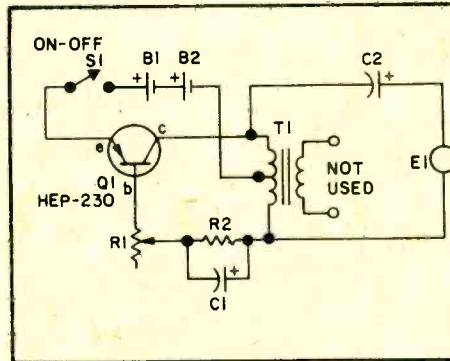 ON-OFF
S1
B1
B2
+
+
C2
+
e
c
Q1
b
HEP-230
T1
NOT
USED
E1
R1
R2
+
C1